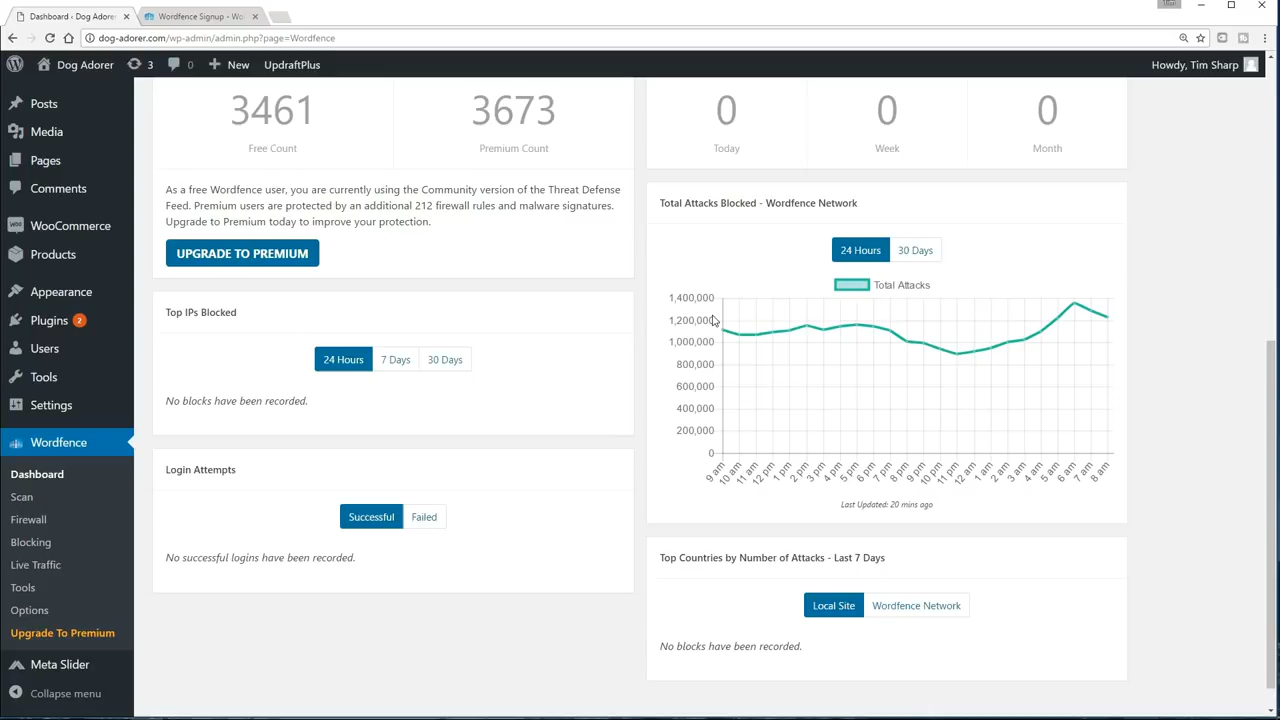 Dashboard ‹ Dog Adorer
Wordfence Signup - Wo
dog-adorer.com/wp-admin/admin.php?page=Wordfence
Dog Adorer
3
0
New
UpdraftPlus
Howdy, Tim Sharp
Posts
Media
Pages
Comments
WooCommerce
Products
Appearance
Plugins 2
Users
Tools
Settings
Wordfence
Dashboard
Scan
Firewall
Blocking
Live Traffic
Tools
Options
Upgrade To Premium
Meta Slider
Collapse menu
3461
Free Count
3673
Premium Count
As a free Wordfence user, you are currently using the Community version of the Threat Defense
Feed. Premium users are protected by an additional 212 firewall rules and malware signatures.
Upgrade to Premium today to improve your protection.
UPGRADE TO PREMIUM
Top IPs Blocked
24 Hours 7 Days 30 Days
No blocks have been recorded.
Login Attempts
Successful Failed
No successful logins have been recorded.
0
Today
0
Week
0
Month
Total Attacks Blocked - Wordfence Network
24 Hours 30 Days
Total Attacks
1,400,000
1,200,000
1,000,000
800,000
600,000
400,000
200,000
0
9 am
10 am
11 am
12 pm
1 pm
2 pm
3 pm
4 pm
5 pm
6 pm
7 pm
8 pm
9 pm
10 pm
11 pm
12 am
1 am
2 am
3 am
4 am
5 am
6 am
7 am
8 am
Last Updated: 20 mins ago
Top Countries by Number of Attacks - Last 7 Days
Local Site Wordfence Network
No blocks have been recorded.